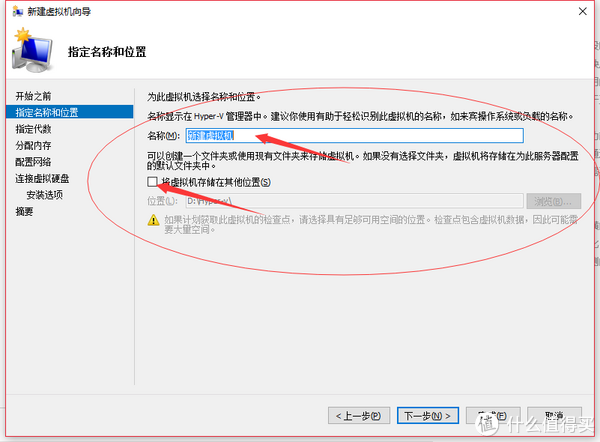 新建虚拟机向导
指定名称和位置
开始之前
指定名称和位置
指定代数
分配内存
配置网络
连接虚拟硬盘
安装选项
摘要
为此虚拟机选择名称和位置。
名称显示在 Hyper-V 管理器中。建议你使用有助于轻松识别此虚拟机的名称，如来宾操作系统或负载的名称。
名称(M): 新建虚拟机
可以创建一个文件夹或使用现有文件夹来存储虚拟机。如果没有选择文件夹，虚拟机将存储在为此服务器配置
的默认文件夹中。
将虚拟机存储在其他位置(S)
位置(L): D:\Hyper-V\ 浏览(B)...
如果计划获取此虚拟机的检查点，请选择具有足够可用空间的位置。检查点包含虚拟机数据，因此可能需
要大量空间。
< 上一步(P) 下一步(N) > 取消
值 什么值得买